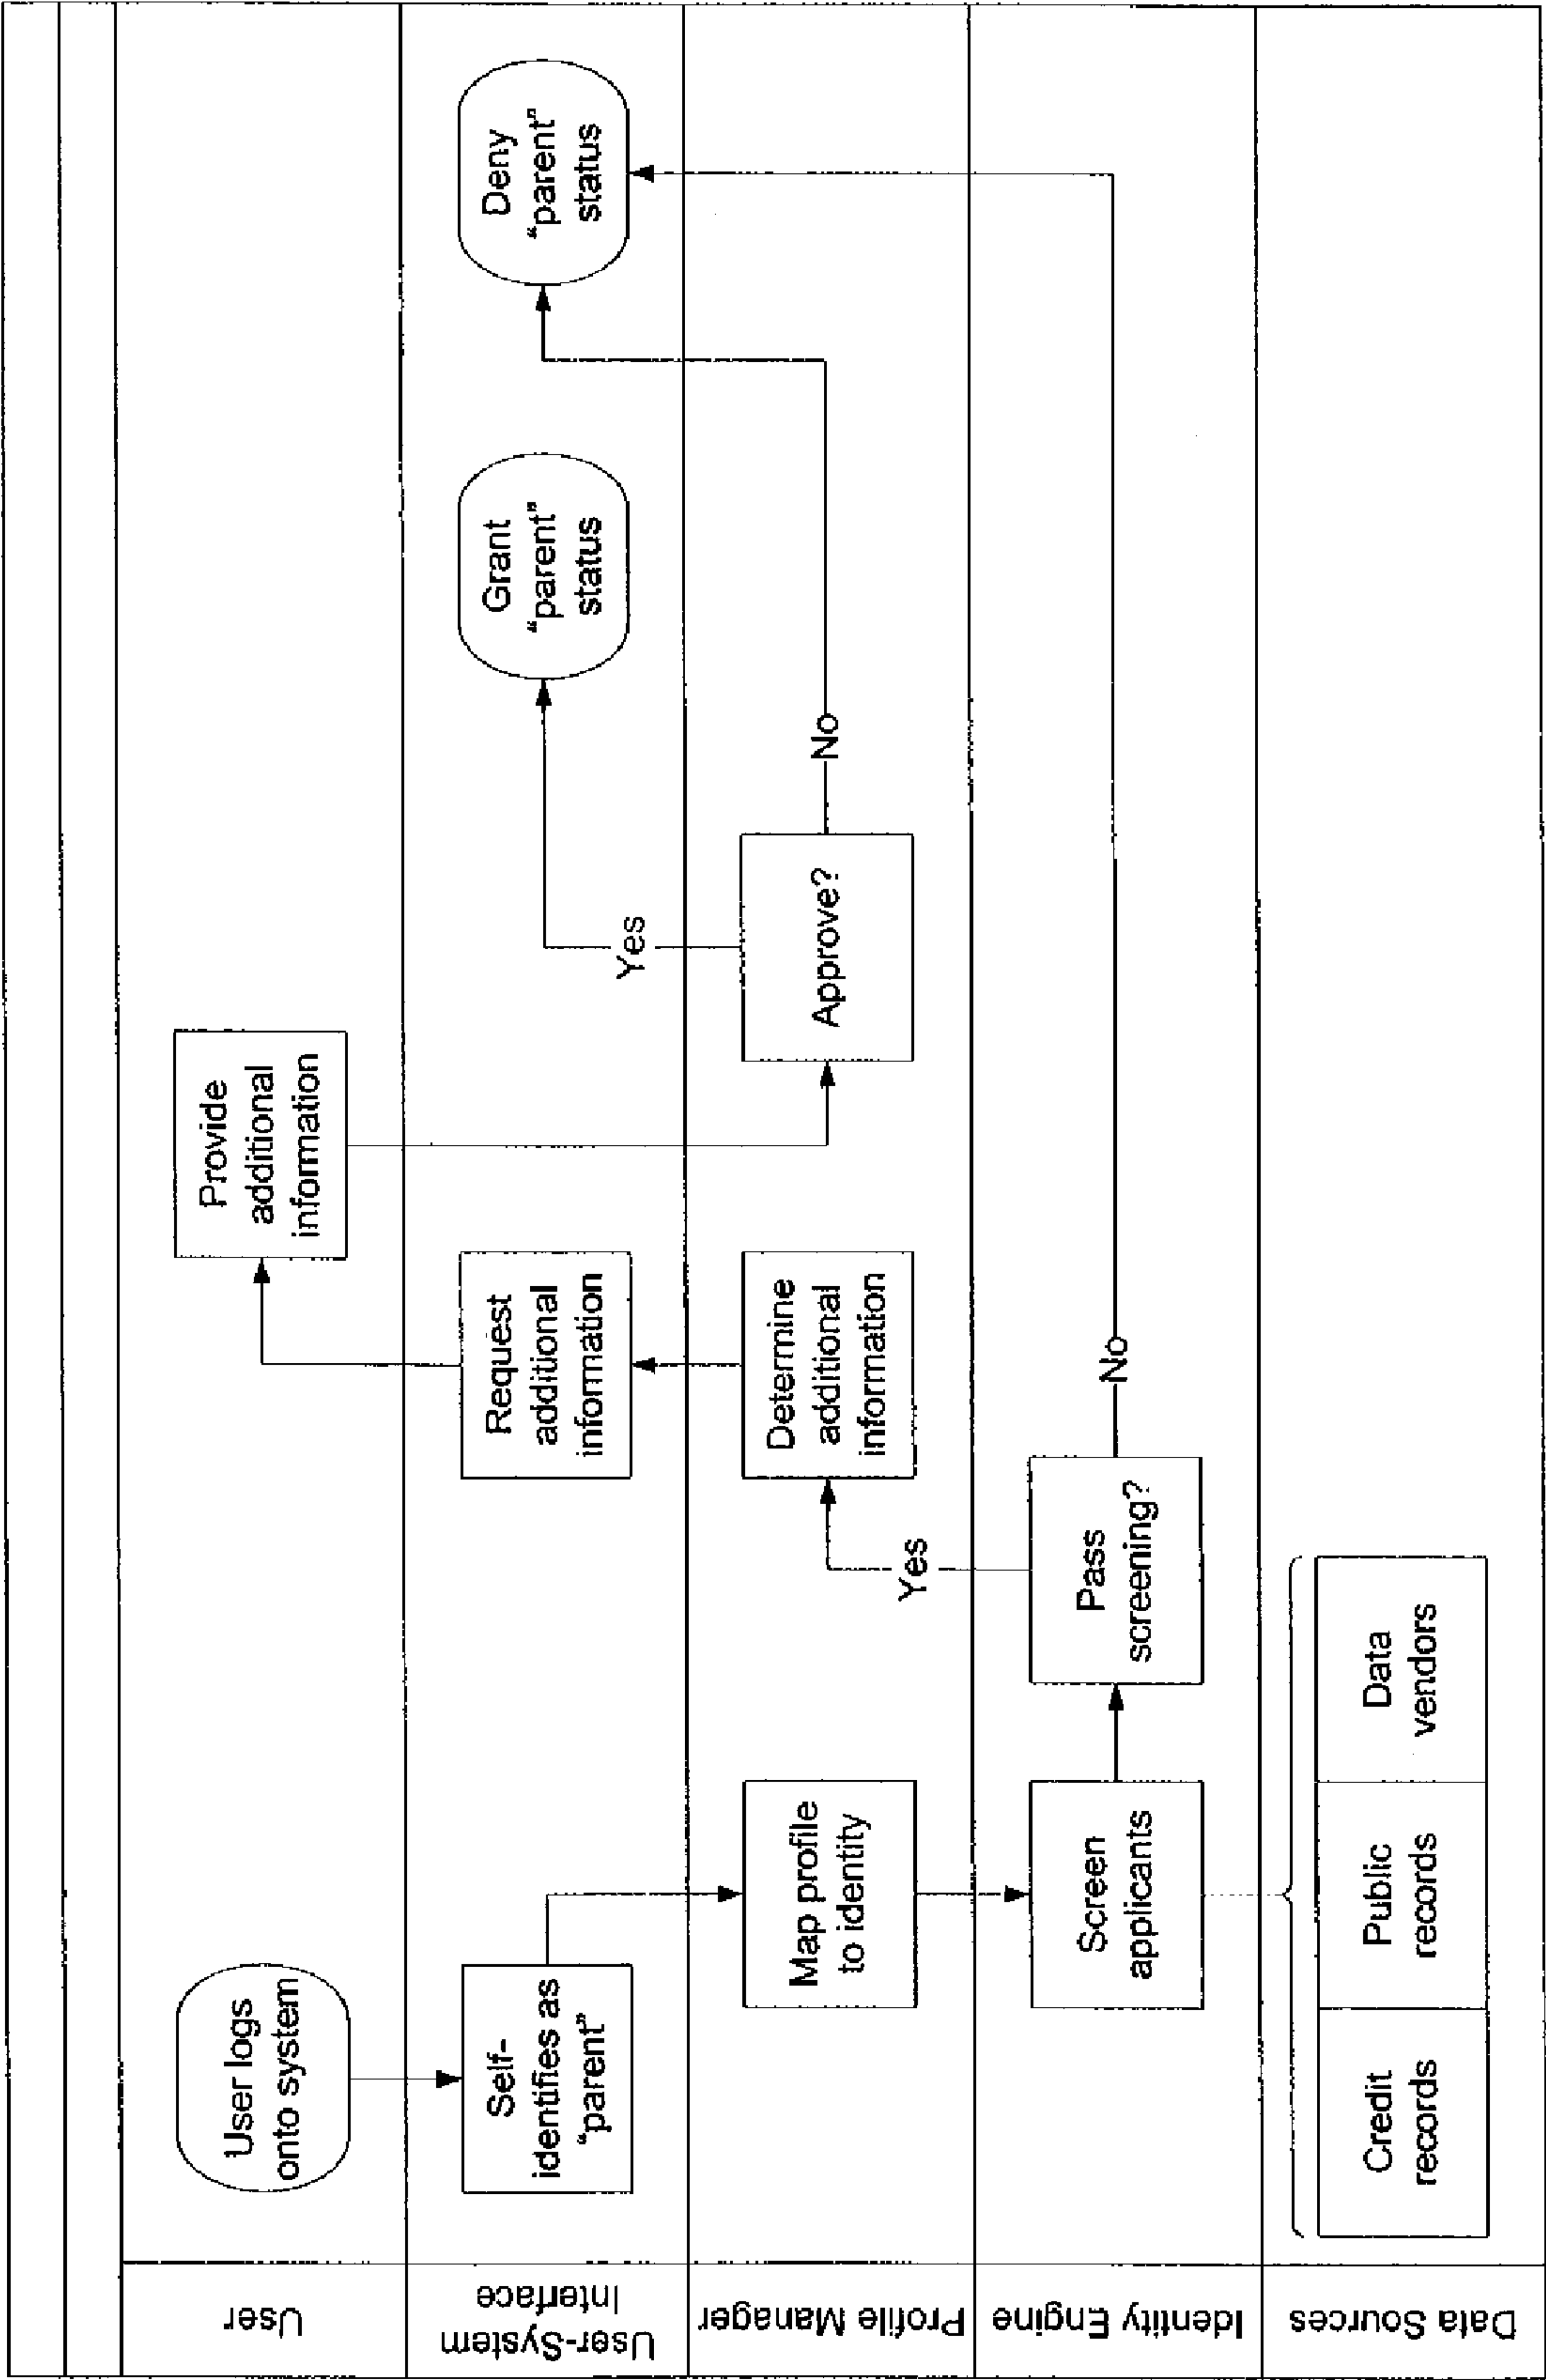 User
User logs
onto system
Provide
additional
information
User-System
Interface
Self-
identifies as
“parent”
Request
additional
information
Yes
Grant
“parent”
status
Deny
“parent”
status
Profile Manager
Map profile
to identity
Yes
Determine
additional
information
Approve?
No
Identity Engine
Screen
applicants
Pass
screening?
No
Data Sources
Credit
records
Public
records
Data
vendors